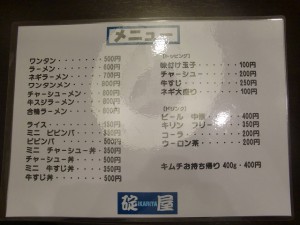 メニュー
ワンタン・・・・・・500円
ラーメン・・・・・・600円
ネギラーメン・・・・700円
ワンタンメン・・・・800円
チャーシューメン・・800円
牛スジラーメン・・・800円
合格ラーメン・・・・700円
ライス・・・・・・・150円
ミニ ビビンバ・・・300円
ビビンバ・・・・・・500円
ミニ チャーシュー丼・300円
チャーシュー丼・・・500円
ミニ 牛すじ丼・・・300円
牛すじ丼・・・・・・500円
【トッピング】
味付け玉子・・・・100円
チャーシュー・・・200円
牛すじ・・・・・・250円
ネギ大盛り・・・・100円
【ドリンク】
ビール 中瓶・・・400円
キリン フリー・・350円
コーラ・・・・・・200円
ウーロン茶・・・・200円
キムチお持ち帰り 400g・400円
碇屋
IKARIYA